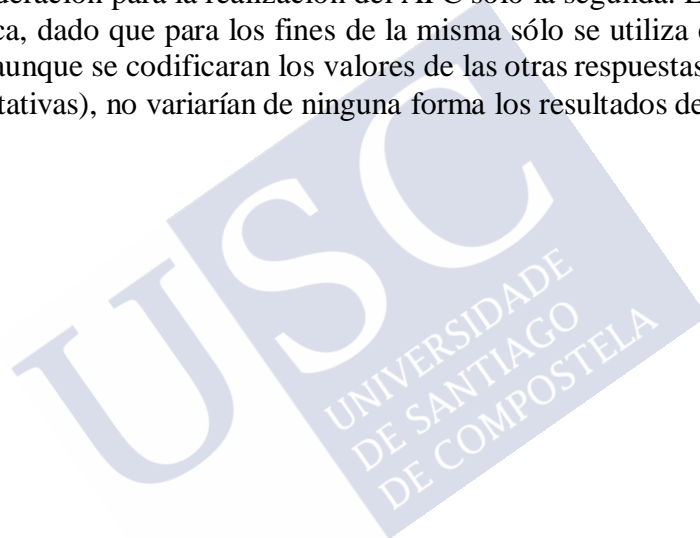 para la realización del AFC sólo la segunda.
ca, dado que para los fines de la misma sólo se utiliza
aunque se codificaran los valores de las otras respuestas
tativas), no variarían de ninguna forma los resultados de
USC
UNIVERSIDADE
DE SANTIAGO
DE COMPOSTELA